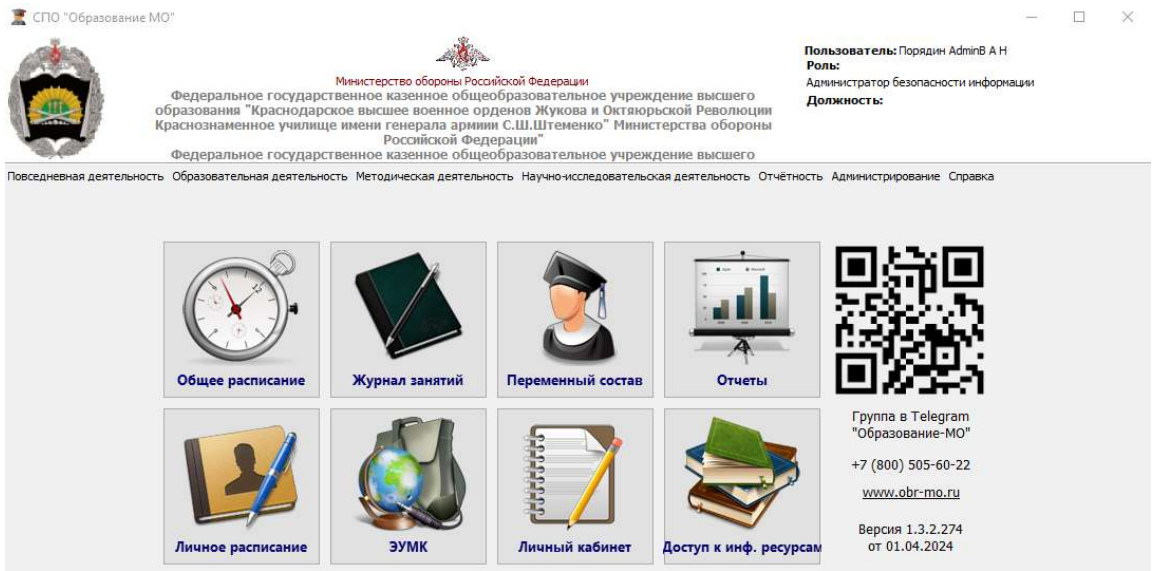 СПО "Образование МО"
Министерство обороны Российской Федерации
Федеральное государственное казенное общеобразовательное учреждение высшего
образования "Краснодарское высшее военное орденов Жукова и Октяюрьской Революции
Краснознаменное училище имени генерала армиии С.Ш.Штеменко" Министерства обороны
Российской Федерации"
Федеральное государственное казенное общеобразовательное учреждение высшего
Пользователь: Порядин AdminB А Н
Роль:
Администратор безопасности информации
Должность:
Повседневная деятельность Образовательная деятельность Методическая деятельность Научно-исследовательская деятельность Отчётность Администрирование Справка
Общее расписание
Журнал занятий
Переменный состав
Отчеты
Личное расписание
ЭУМК
Личный кабинет
Доступ к инф. ресурсам
Группа в Telegram
"Образование-МО"
+7 (800) 505-60-22
www.obr-mo.ru
Версия 1.3.2.274
от 01.04.2024